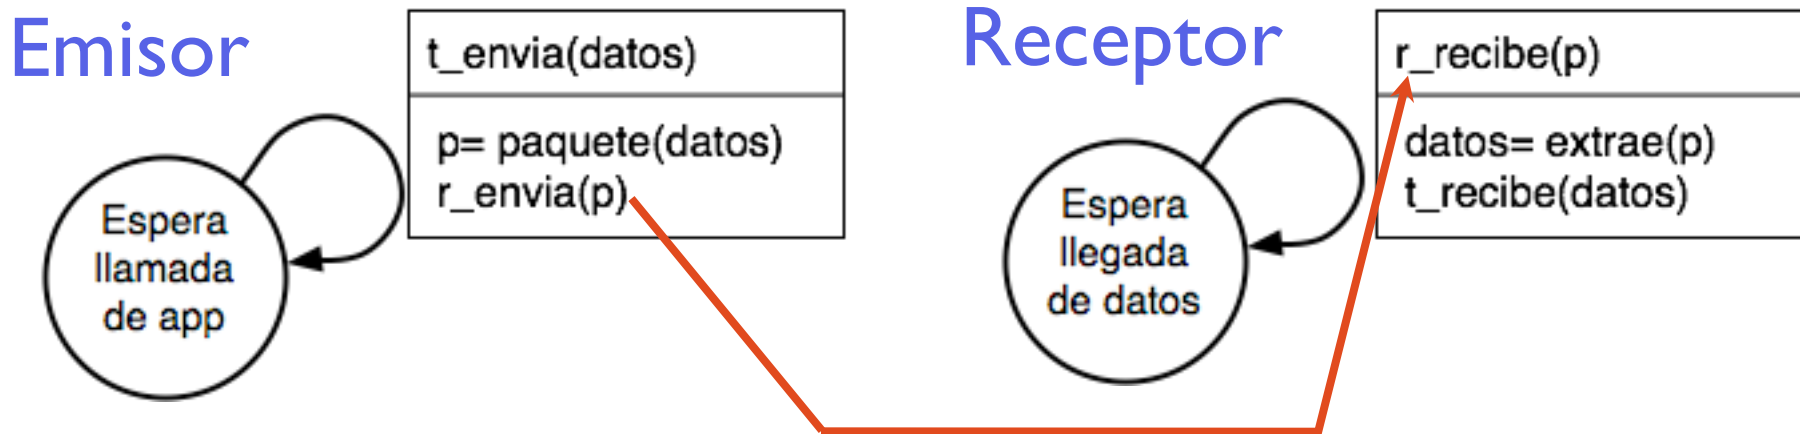 Emisor
t_envia(datos)
p= paquete(datos)
r_envia(p)
Espera
llamada
de app
Receptor
r_recibe(p)
datos= extrae(p)
t_recibe(datos)
Espera
llegada
de datos